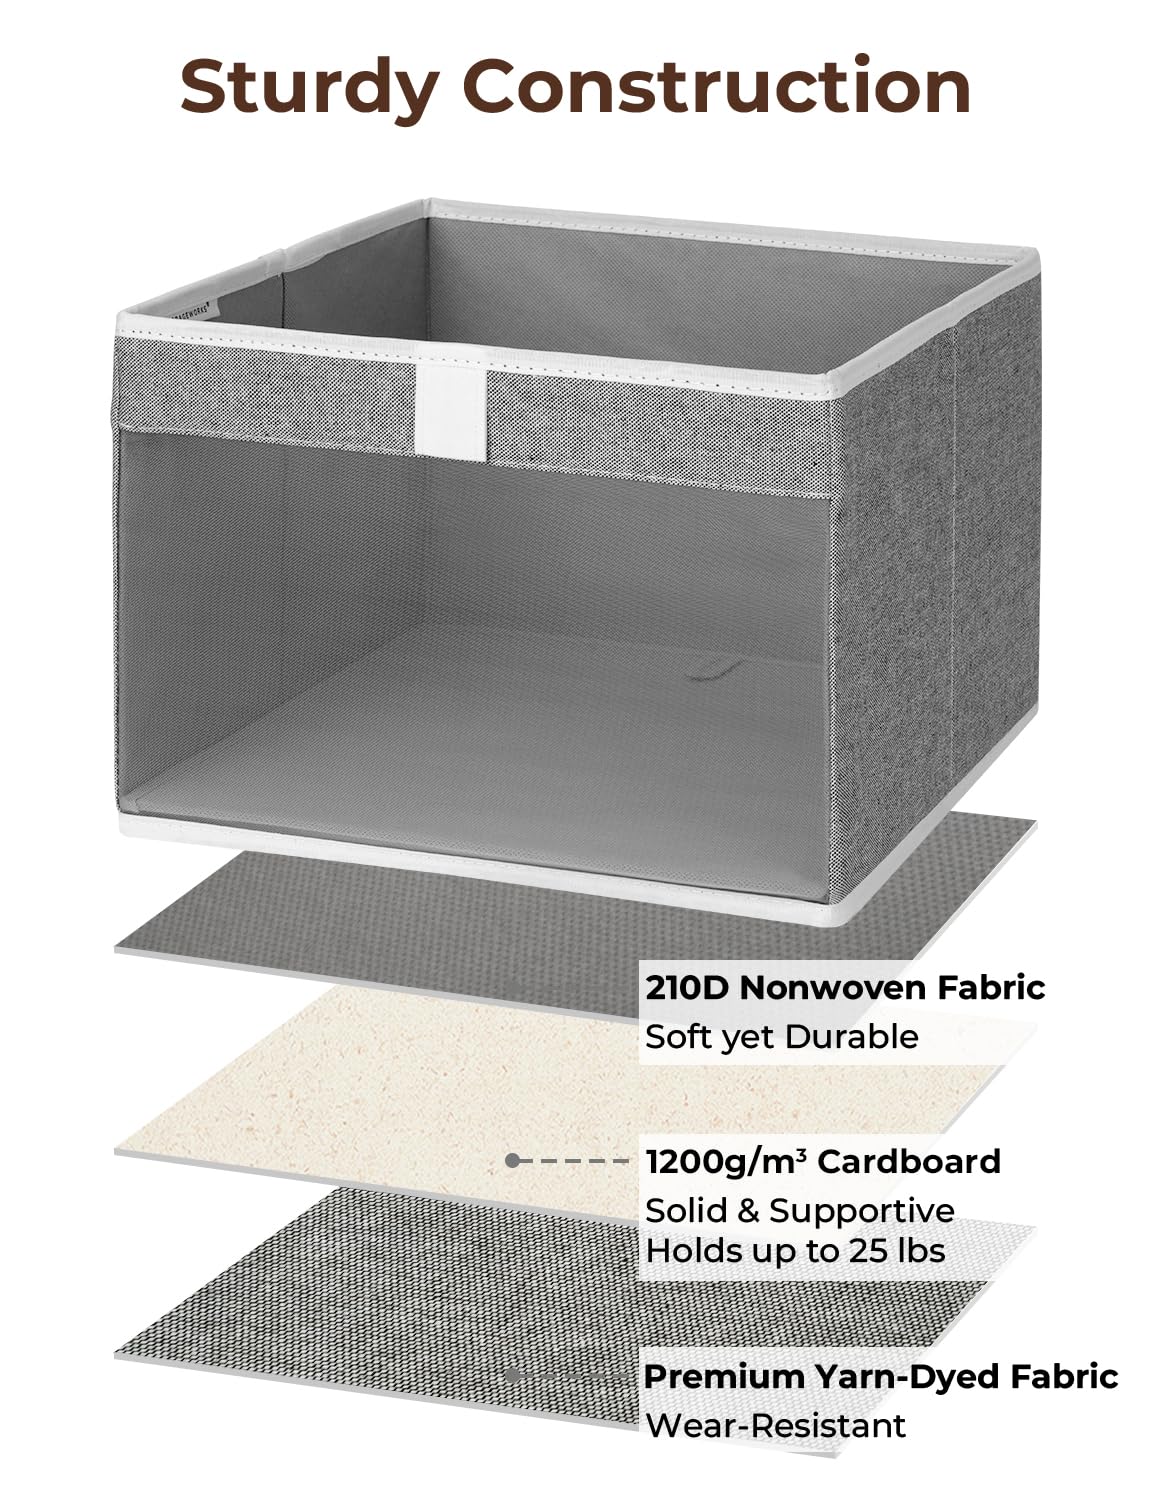 Sturdy Construction
210D Nonwoven Fabric
Soft yet Durable
1200g/m³ Cardboard
Solid & Supportive
Holds up to 25 lbs
Premium Yarn-Dyed Fabric
Wear-Resistant